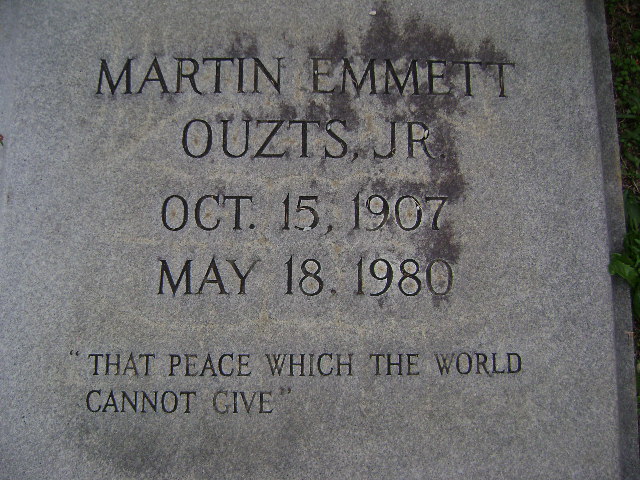 MARTIN EMMETT
OUZTS, JR.
OCT. 15, 1907
MAY 18, 1980
"THAT PEACE WHICH THE WORLD
CANNOT GIVE"